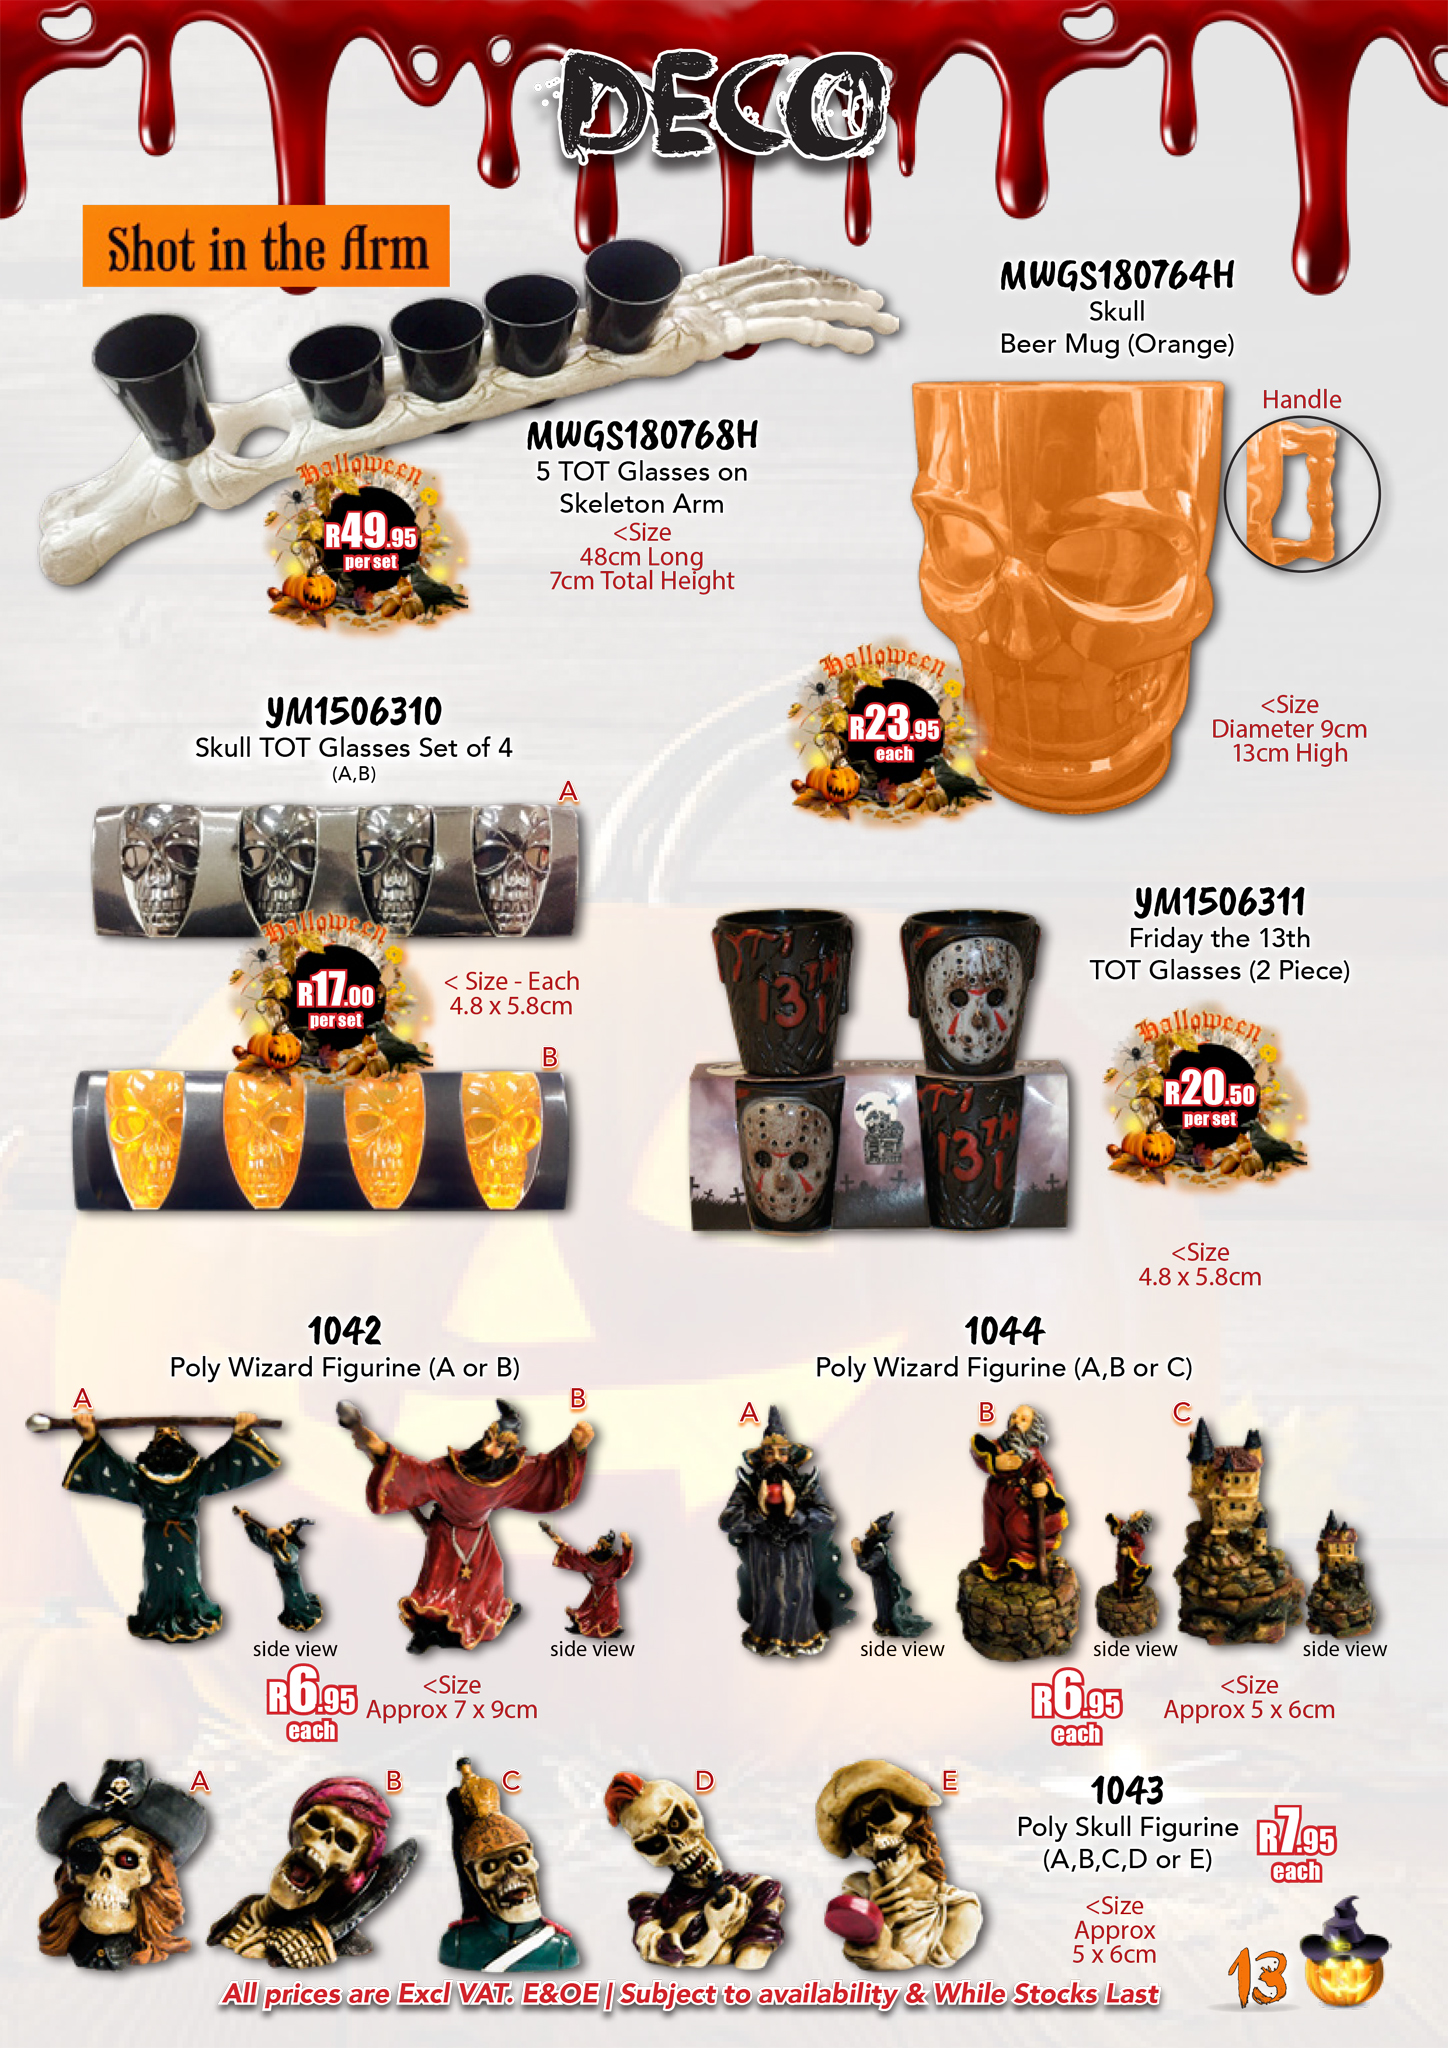 DECO
Shot in the Arm
MWGS180768H
5 TOT Glasses on
Skeleton Arm
<Size
48cm Long
7cm Total Height
Halloween
R49.95
per set
MWGS180764H
Skull
Beer Mug (Orange)
Handle
Halloween
R23.95
each
<Size
Diameter 9cm
13cm High
YM1506310
Skull TOT Glasses Set of 4
(A,B)
A
Halloween
R17.00
per set
< Size - Each
4.8 x 5.8cm
B
YM1506311
Friday the 13th
TOT Glasses (2 Piece)
13TH
13TH
Halloween
R20.50
per set
<Size
4.8 x 5.8cm
1042
Poly Wizard Figurine (A or B)
A
B
side view
side view
R6.95
each
<Size
Approx 7 x 9cm
1044
Poly Wizard Figurine (A,B or C)
A
B
C
side view
side view
side view
R6.95
each
<Size
Approx 5 x 6cm
A
B
C
D
E
1043
Poly Skull Figurine
(A,B,C,D or E)
R7.95
each
<Size
Approx
5 x 6cm
All prices are Excl VAT. E&OE | Subject to availability & While Stocks Last
13